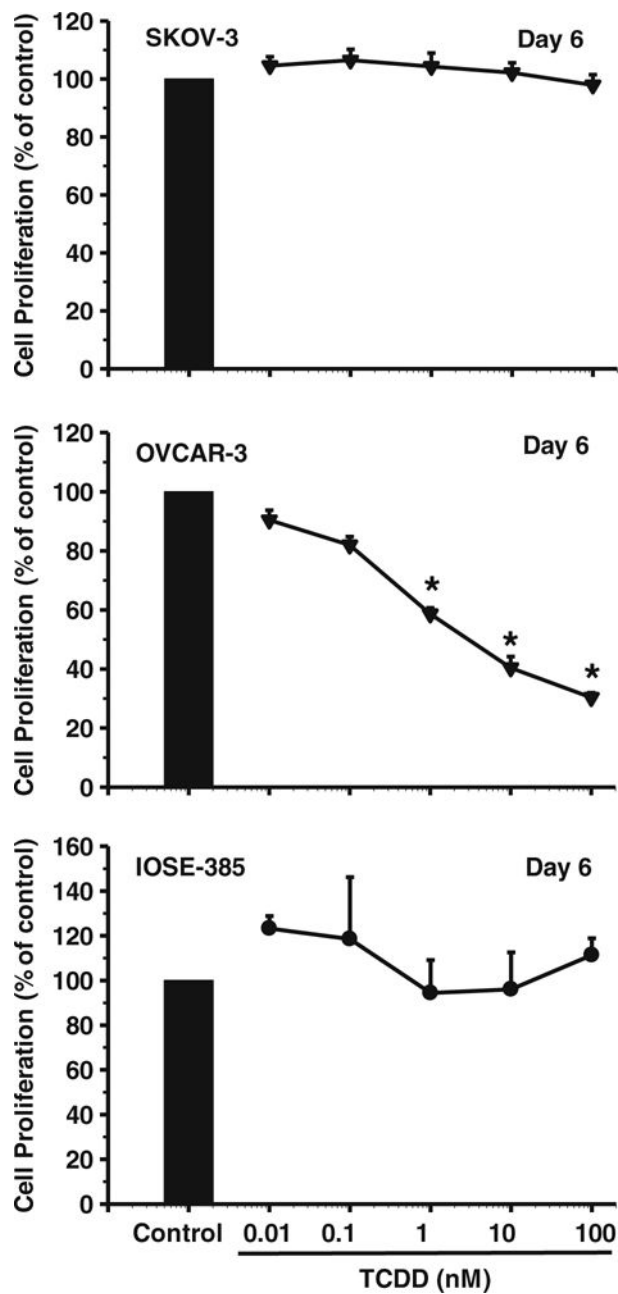 Cell Proliferation (% of control)
SKOV-3 Day 6
120
100
80
60
40
20
0
Cell Proliferation (% of control)
OVCAR-3 Day 6
120
100
80
60
40
20
0
* * *
Cell Proliferation (% of control)
IOSE-385 Day 6
160
140
120
100
80
60
40
20
0
Control 0.01 0.1 1 10 100
TCDD (nM)